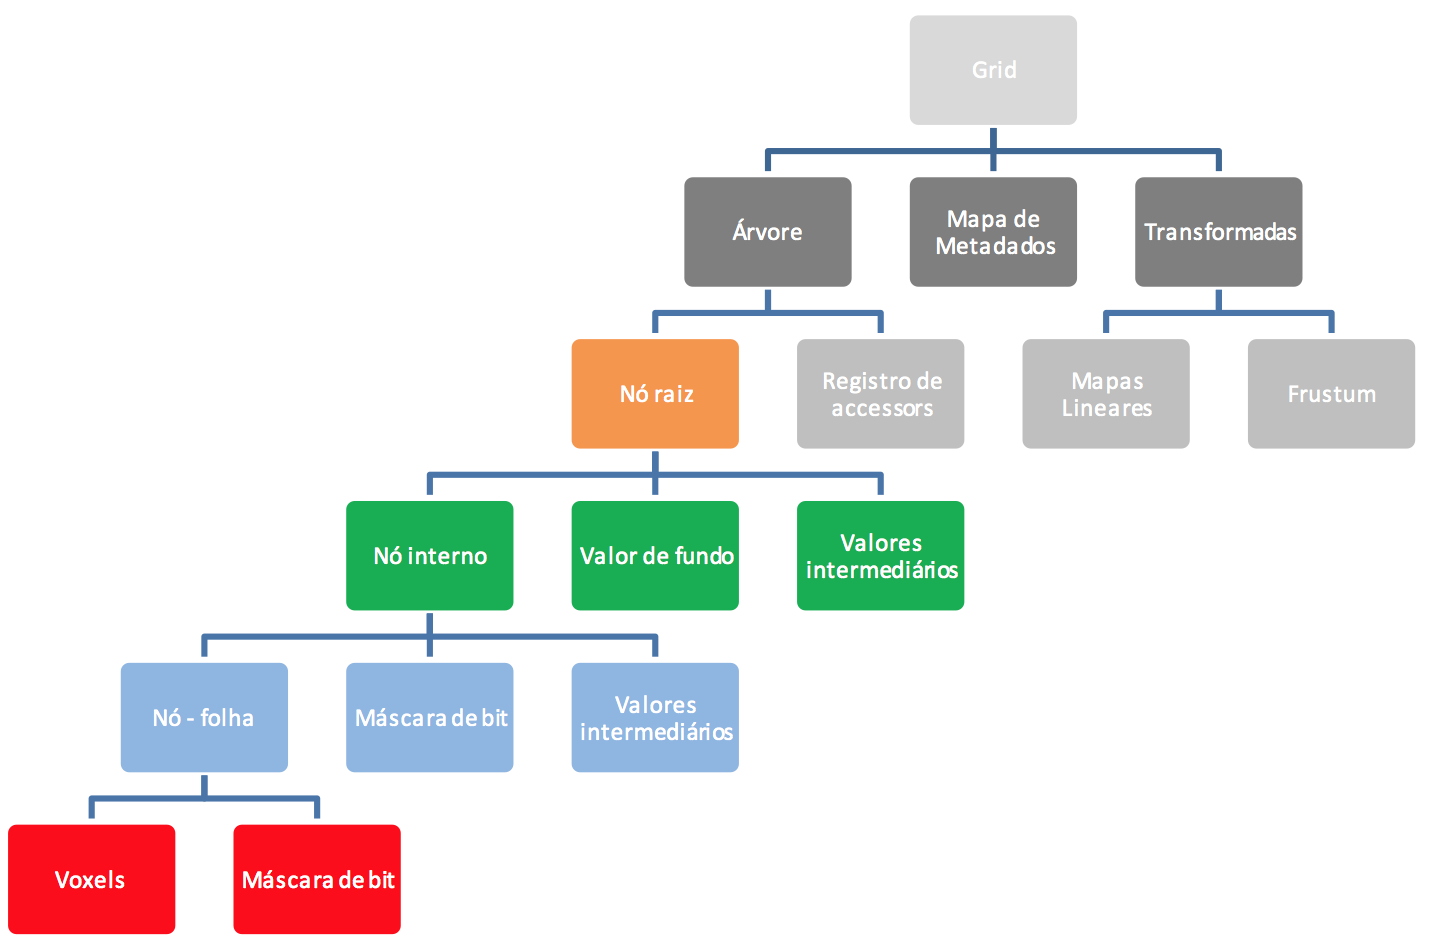 Grid
Árvore
Mapa de
Metadados
Transformadas
Nó raiz
Registro de
accessors
Mapas
Lineares
Frustum
Nó interno
Valor de fundo
Valores
intermediários
Nó - folha
Máscara de bit
Valores
intermediários
Voxels
Máscara de bit